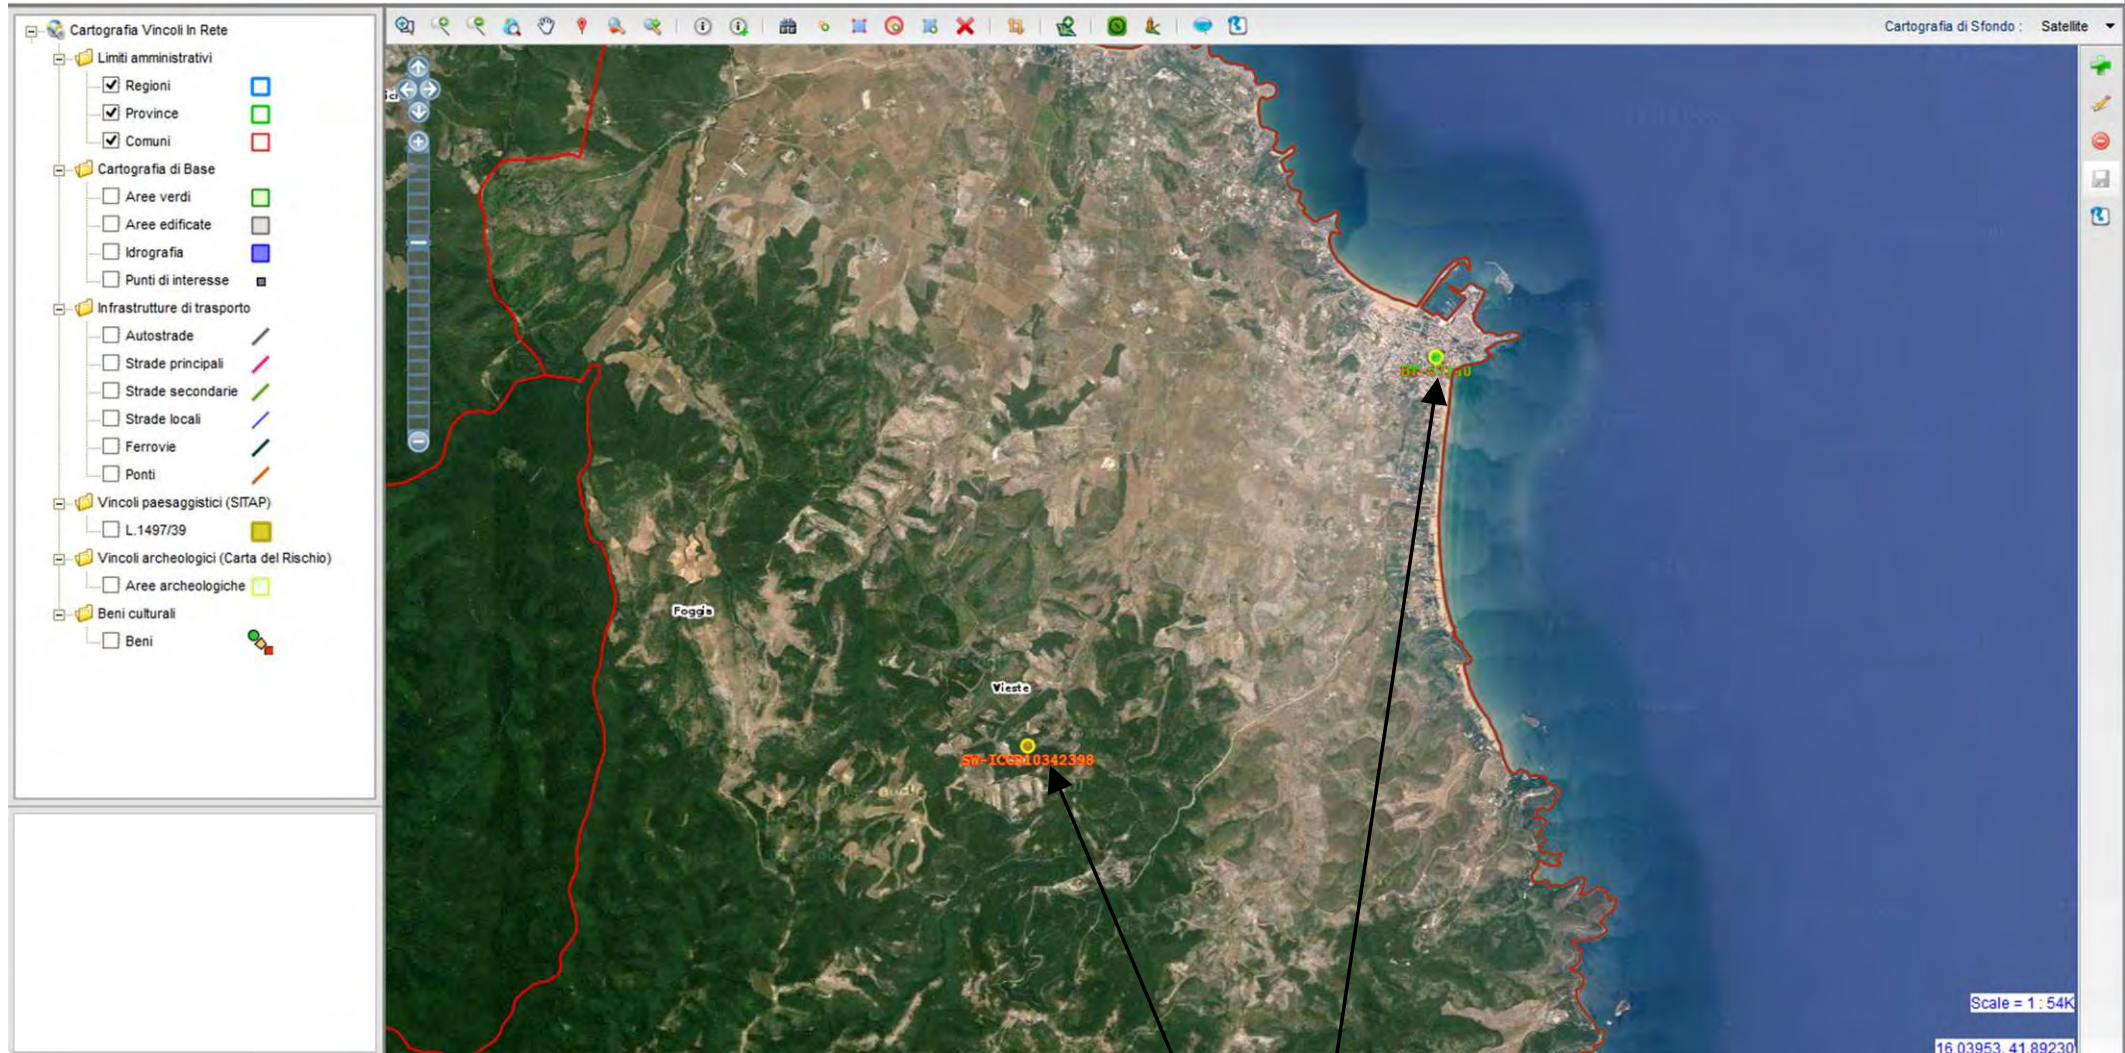 Cartografia Vincoli In Rete
Limiti amministrativi
Regioni
Province
Comuni
Cartografia di Base
Aree verdi
Aree edificate
Idrografia
Punti di interesse
Infrastrutture di trasporto
Autostrade
Strade principali
Strade secondarie
Strade locali
Ferrovie
Ponti
Vincoli paesaggistici (SITAP)
L.1497/39
Vincoli archeologici (Carta del Rischio)
Aree archeologiche
Beni culturali
Beni
Cartografia di Sfondo : Satellite
Foggia
Vieste
SW-ICCD10342398
Scale = 1 : 54K
16.03953, 41.89230